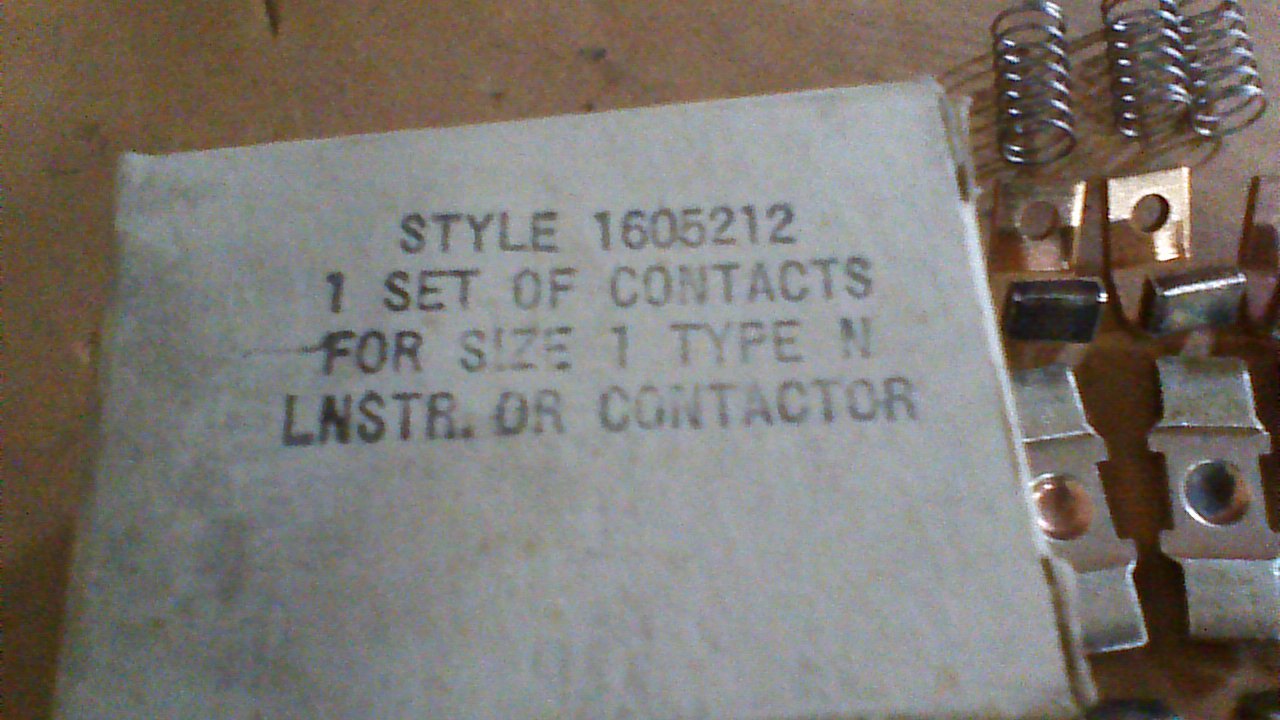 STYLE 1605212
1 SET OF CONTACTS
FOR SIZE 1 TYPE N
LNSTR. OR CONTACTOR